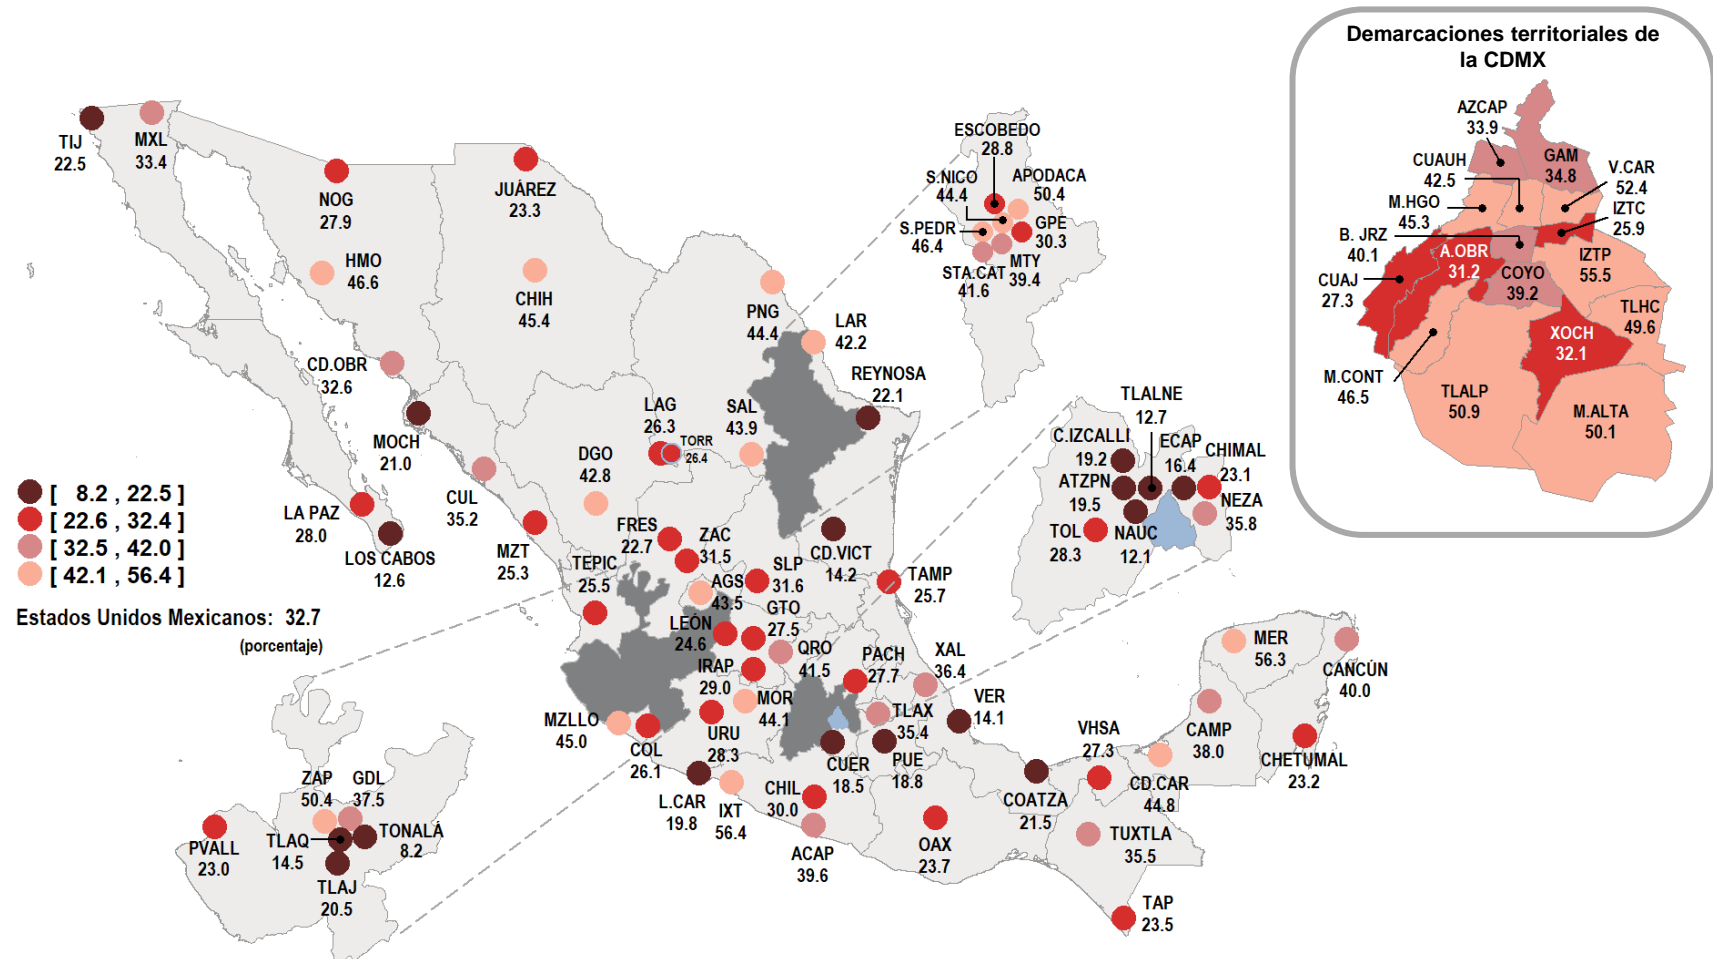 Demarcaciones territoriales de
la CDMX
AZCAP
33.9
CUAUH
42.5
GAM
34.8
V.CAR
52.4
M.HGO
45.3
IZTC
25.9
B. JRZ
40.1
A.OBR
31.2
IZTP
55.5
CUAJ
27.3
COYO
39.2
TLHC
49.6
XOCH
32.1
M.CONT
46.5
TLALP
50.9
M.ALTA
50.1
TIJ
22.5
MXL
33.4
NOG
27.9
JUÁREZ
23.3
HMO
46.6
CHIH
45.4
ESCOBEDO
28.8
S.NICO
44.4
APODACA
50.4
S.PEDR
46.4
GPE
30.3
STA.CAT
41.6
MTY
39.4
PNG
44.4
LAR
42.2
CD.OBR
32.6
REYNOSA
22.1
MOCH
21.0
LAG
26.3
TORR
26.4
SAL
43.9
DGO
42.8
CUL
35.2
LA PAZ
28.0
LOS CABOS
12.6
MZT
25.3
FRES
22.7
ZAC
31.5
CD.VICT
14.2
TEPIC
25.5
AGS
43.5
SLP
31.6
TAMP
25.7
LEÓN
24.6
GTO
27.5
IRAP
29.0
QRO
41.5
PACH
27.7
XAL
36.4
MOR
44.1
TLAX
35.4
VER
14.1
MZLLO
45.0
COL
26.1
URU
28.3
CUER
18.5
PUE
18.8
L.CAR
19.8
IXT
56.4
CHIL
30.0
ACAP
39.6
OAX
23.7
COATZA
21.5
VHSA
27.3
CD.CAR
44.8
CAMP
38.0
MER
56.3
CANCÚN
40.0
CHETUMAL
23.2
TUXTLA
35.5
TAP
23.5
TLALNE
12.7
C.IZCALLI
19.2
ECAP
16.4
CHIMAL
23.1
ATZPN
19.5
NEZA
35.8
TOL
28.3
NAUC
12.1
[ 8.2 , 22.5 ]
[ 22.6 , 32.4 ]
[ 32.5 , 42.0 ]
[ 42.1 , 56.4 ]
Estados Unidos Mexicanos: 32.7
(porcentaje)
ZAP
50.4
GDL
37.5
PVALL
23.0
TLAQ
14.5
TONALÁ
8.2
TLAJ
20.5